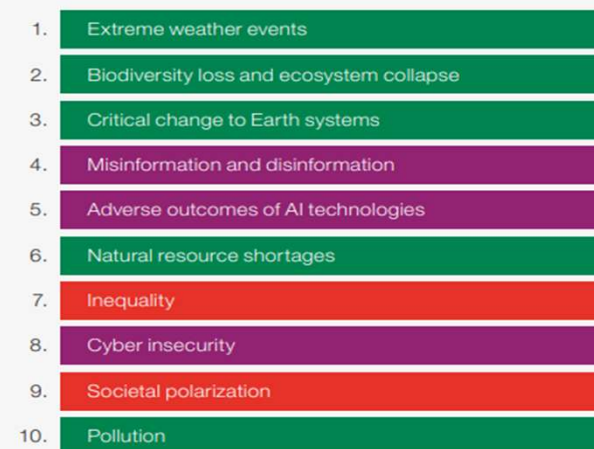 1. Extreme weather events
2. Biodiversity loss and ecosystem collapse
3. Critical change to Earth systems
4. Misinformation and disinformation
5. Adverse outcomes of AI technologies
6. Natural resource shortages
7. Inequality
8. Cyber insecurity
9. Societal polarization
10. Pollution